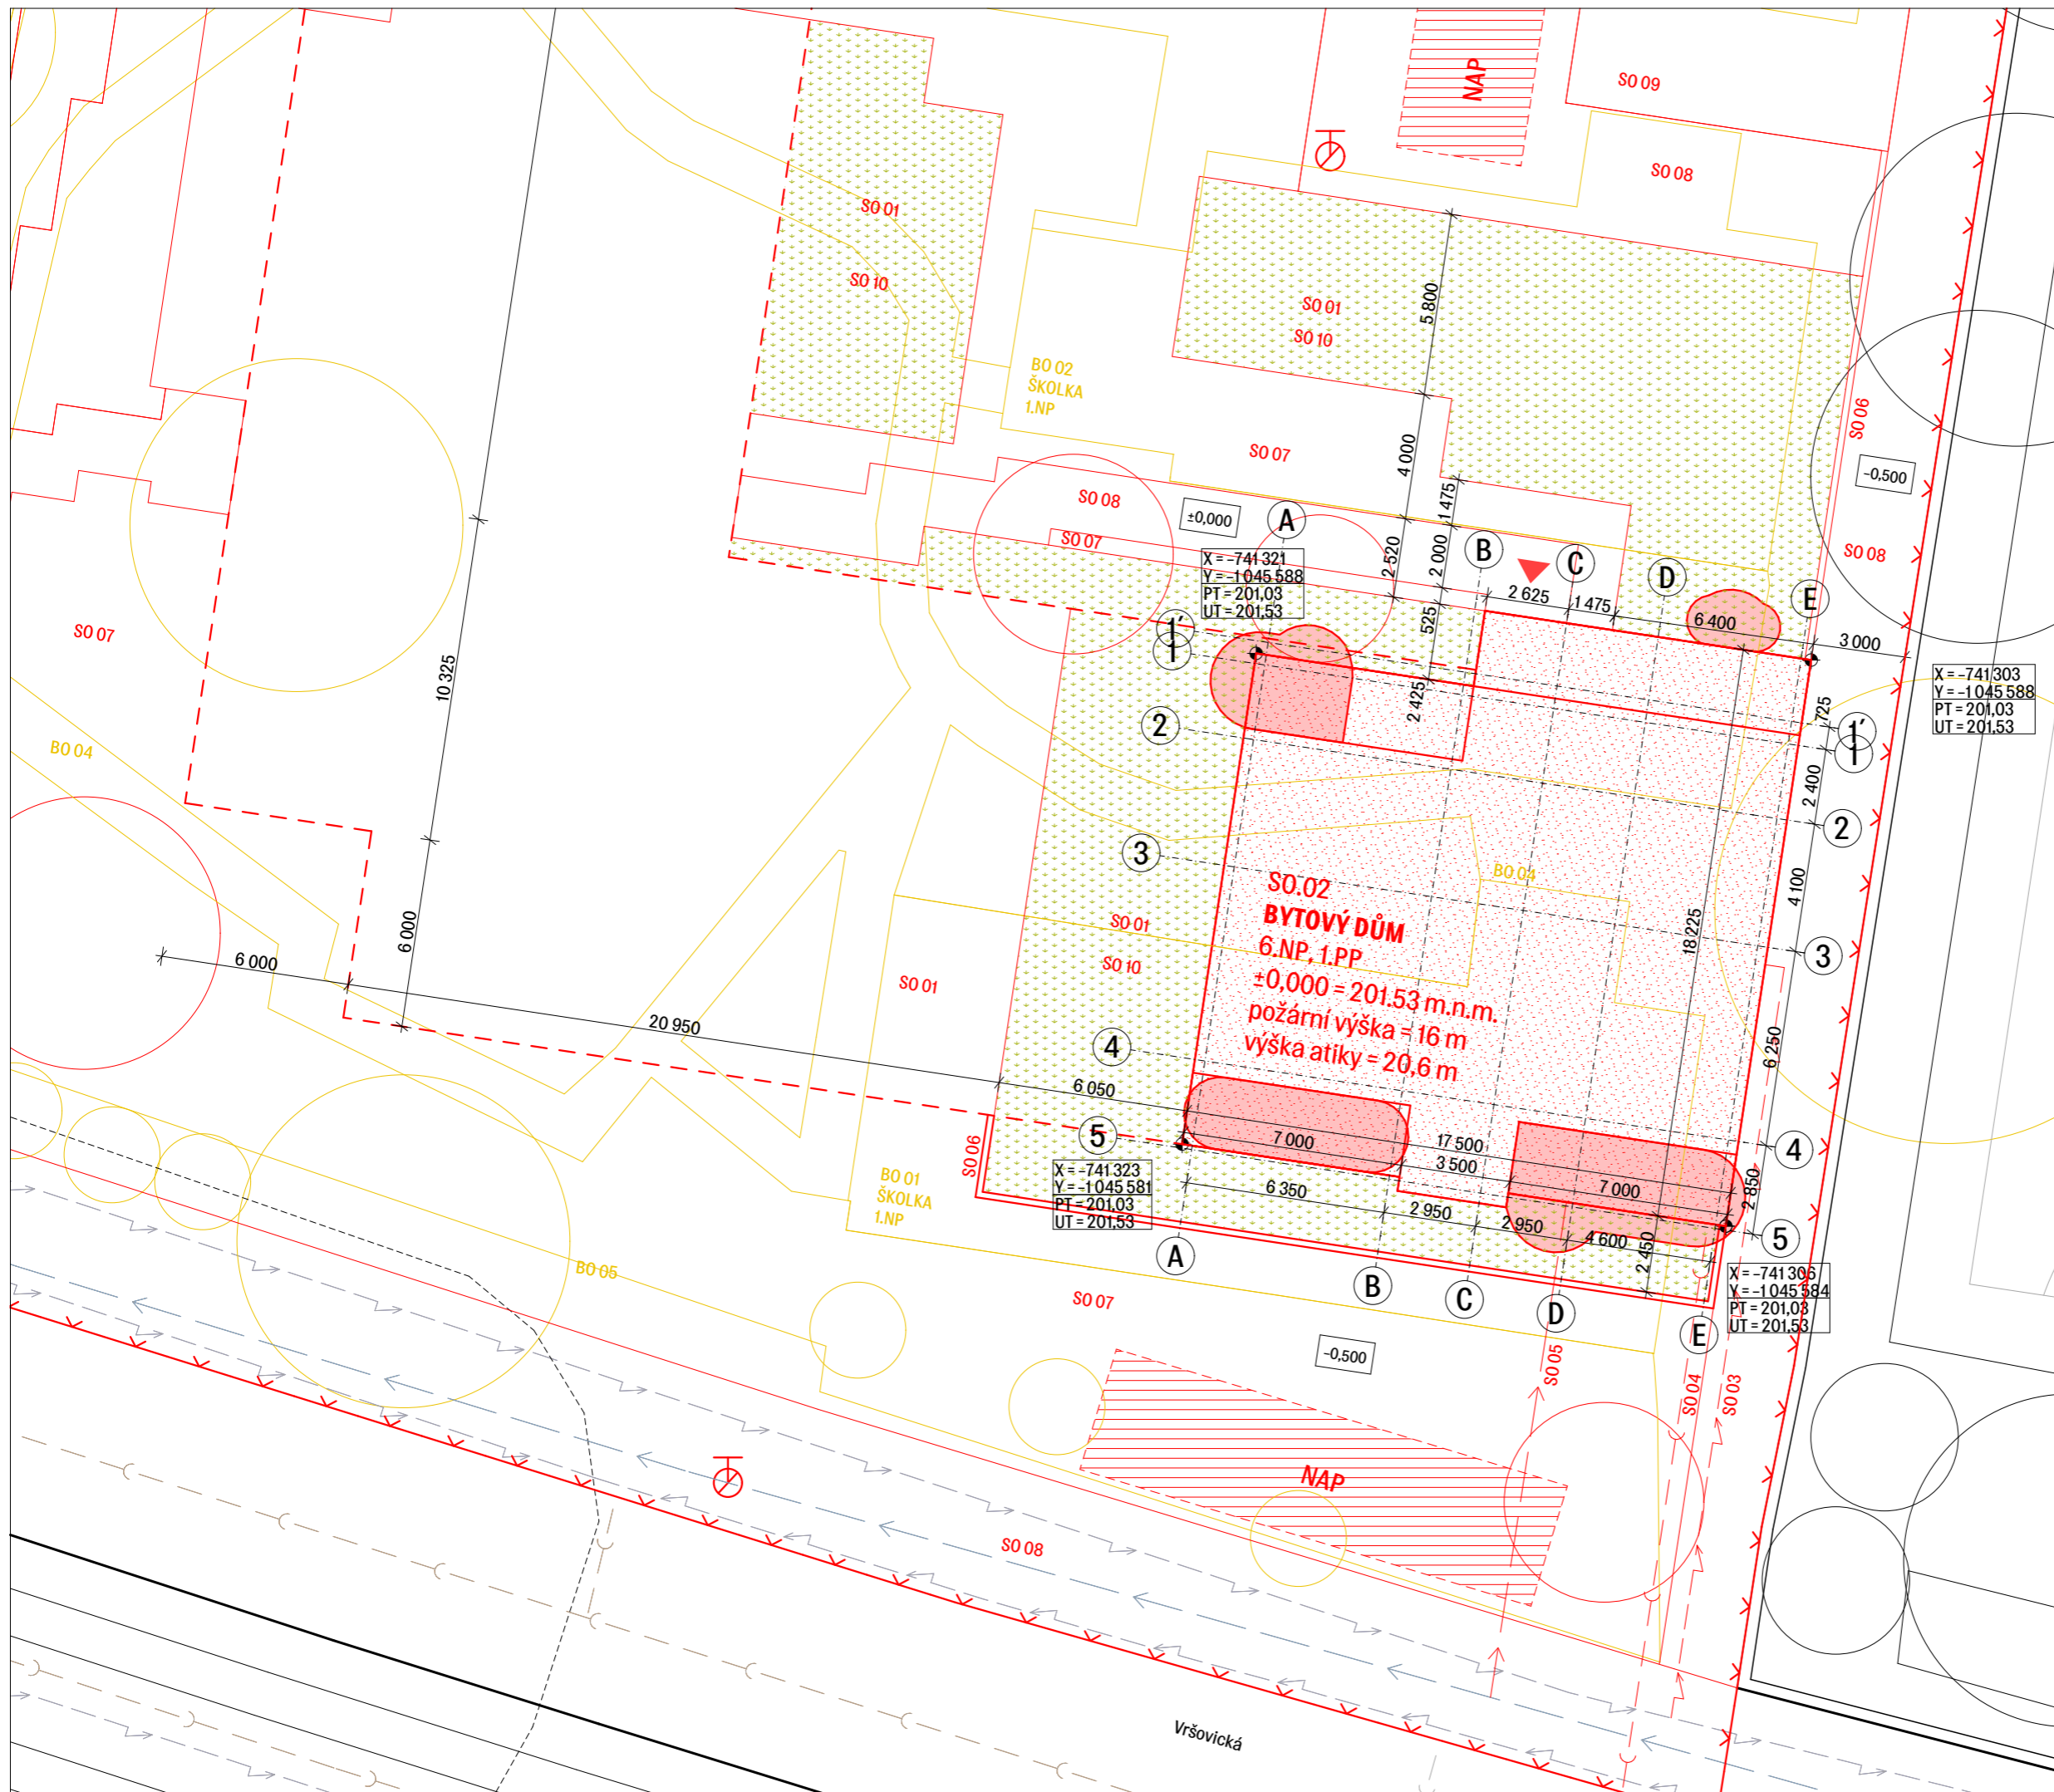 NAP
SO 09
SO 08
SO 01
SO 10
5 800
SO 01
SO 10
BO 02
ŠKOLKA
1.NP
SO 06
4 000
SO 07
-0,500
SO 08
1 475
±0,000
A
SO 07
2 520
2 000
B
C
D
E
SO 08
X = -741 321
Y = -1 045 588
PT = 201,03
UT = 201,53
2 625
1 475
6 400
3 000
525
1'
1
SO 07
X = -741 303
Y = -1 045 588
PT = 201,03
UT = 201,53
10 325
2 425
725
1'
1
2
BO 04
2 400
2
3
BO 04
4 100
SO.02
BYTOVÝ DŮM
6.NP, 1.PP
±0,000 = 201.53 m.n.m.
požární výška = 16 m
výška atiky = 20,6 m
18 225
6 000
6 000
SO 01
SO 10
SO 01
3
20 950
4
6 250
6 050
5
7 000
17 500
3 500
7 000
4
SO 06
X = -741 323
Y = -1 045 581
PT = 201,03
UT = 201,53
BO 01
ŠKOLKA
1.NP
6 350
2 950
2 950
4 600
2 850
2 450
5
A
B
C
D
E
X = -741 306
Y = -1 045 584
PT = 201,03
UT = 201,53
BO 05
SO 07
-0,500
SO 05
SO 04
SO 03
NAP
SO 08
Vršovická